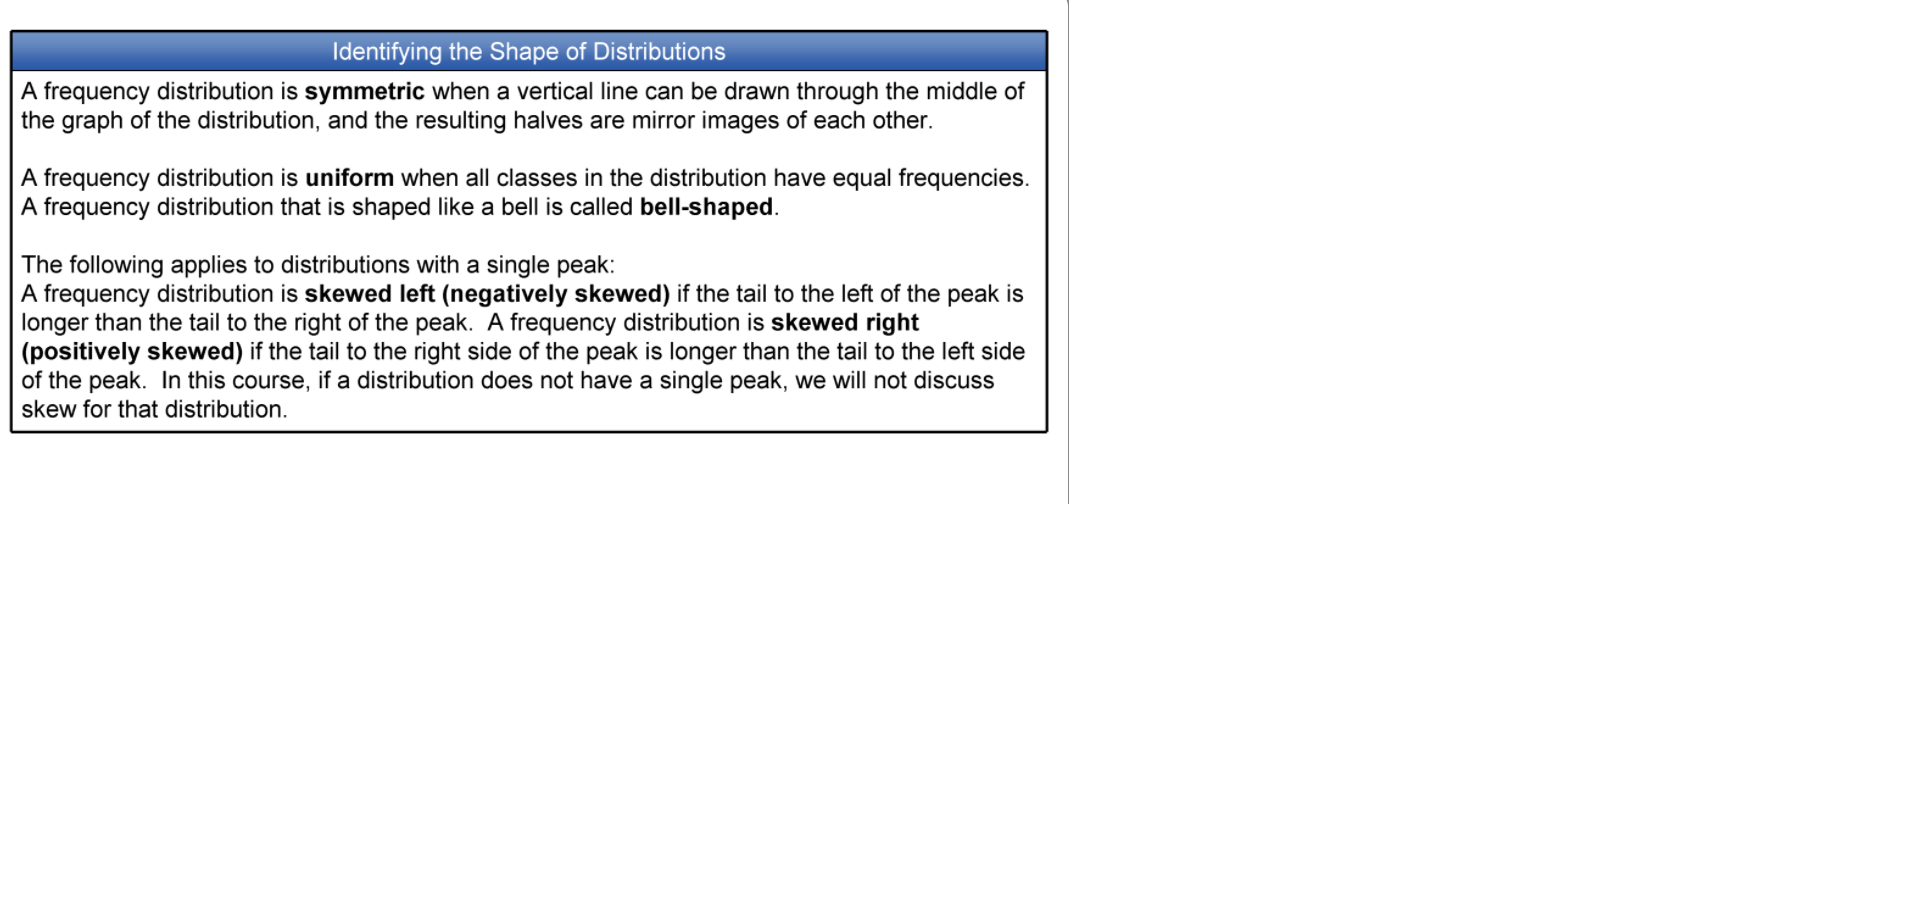 Identifying the Shape of Distributions
A frequency distribution is symmetric when a vertical line can be drawn through the middle of
the graph of the distribution, and the resulting halves are mirror images of each other.
A frequency distribution is uniform when all classes in the distribution have equal frequencies.
A frequency distribution that is shaped like a bell is called bell-shaped.
The following applies to distributions with a single peak:
A frequency distribution is skewed left (negatively skewed) if the tail to the left of the peak is
longer than the tail to the right of the peak.  A frequency distribution is skewed right
(positively skewed) if the tail to the right side of the peak is longer than the tail to the left side
of the peak.  In this course, if a distribution does not have a single peak, we will not discuss
skew for that distribution.